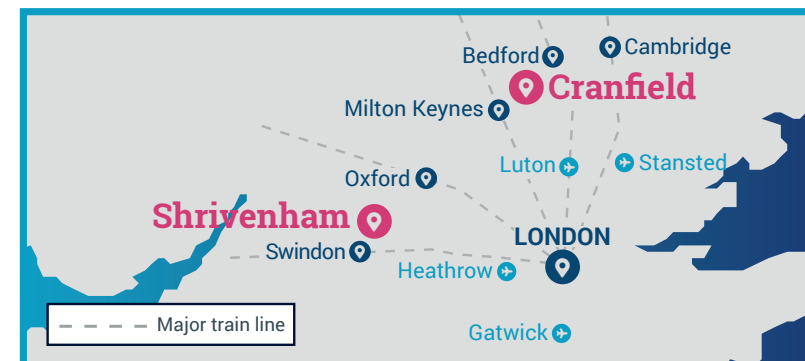 Bedford
Cambridge
Cranfield
Milton Keynes
Luton
Stansted
Oxford
Shrivenham
LONDON
Swindon
Heathrow
Major train line
Gatwick